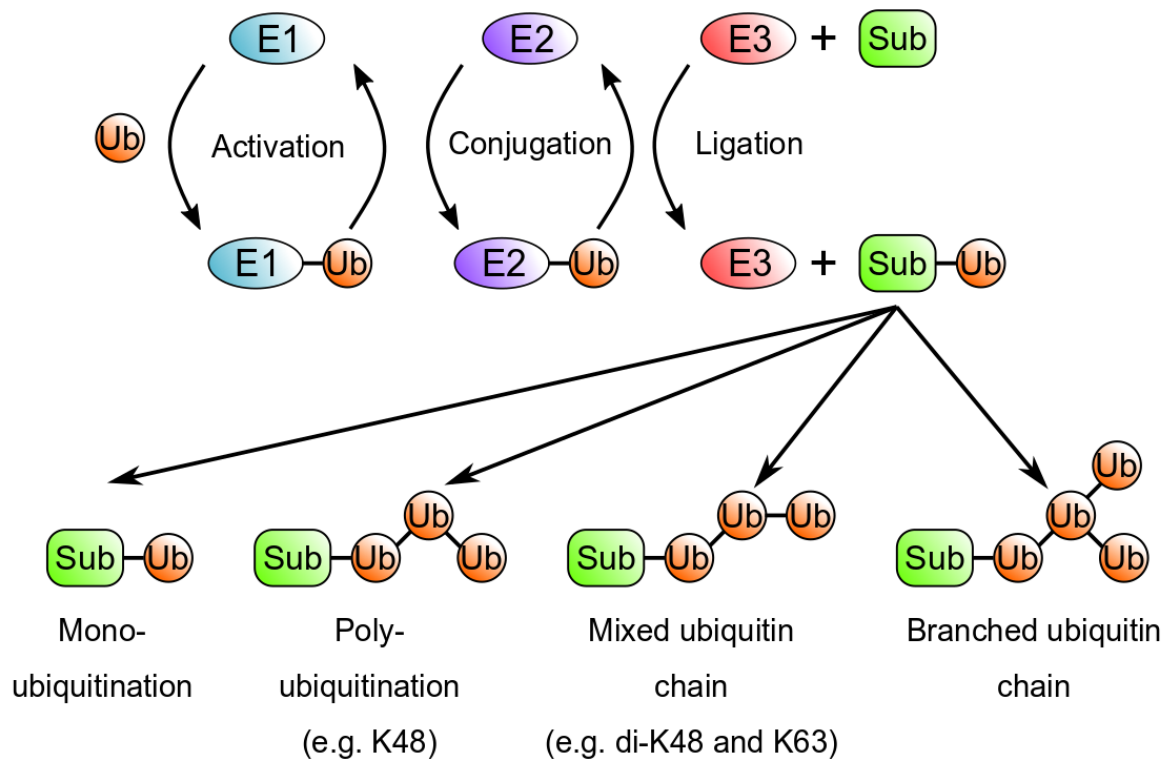 E1 E2 E3 + Sub
Ub Activation Conjugation Ligation
E1 Ub E2 Ub E3 + Sub Ub
Ub
Ub Ub Ub Ub
Sub Ub Sub Ub Ub Sub Ub Sub Ub Ub
Mono- Poly- Mixed ubiquitin Branched ubiquitin
ubiquitination ubiquitination chain chain
(e.g. K48) (e.g. di-K48 and K63)